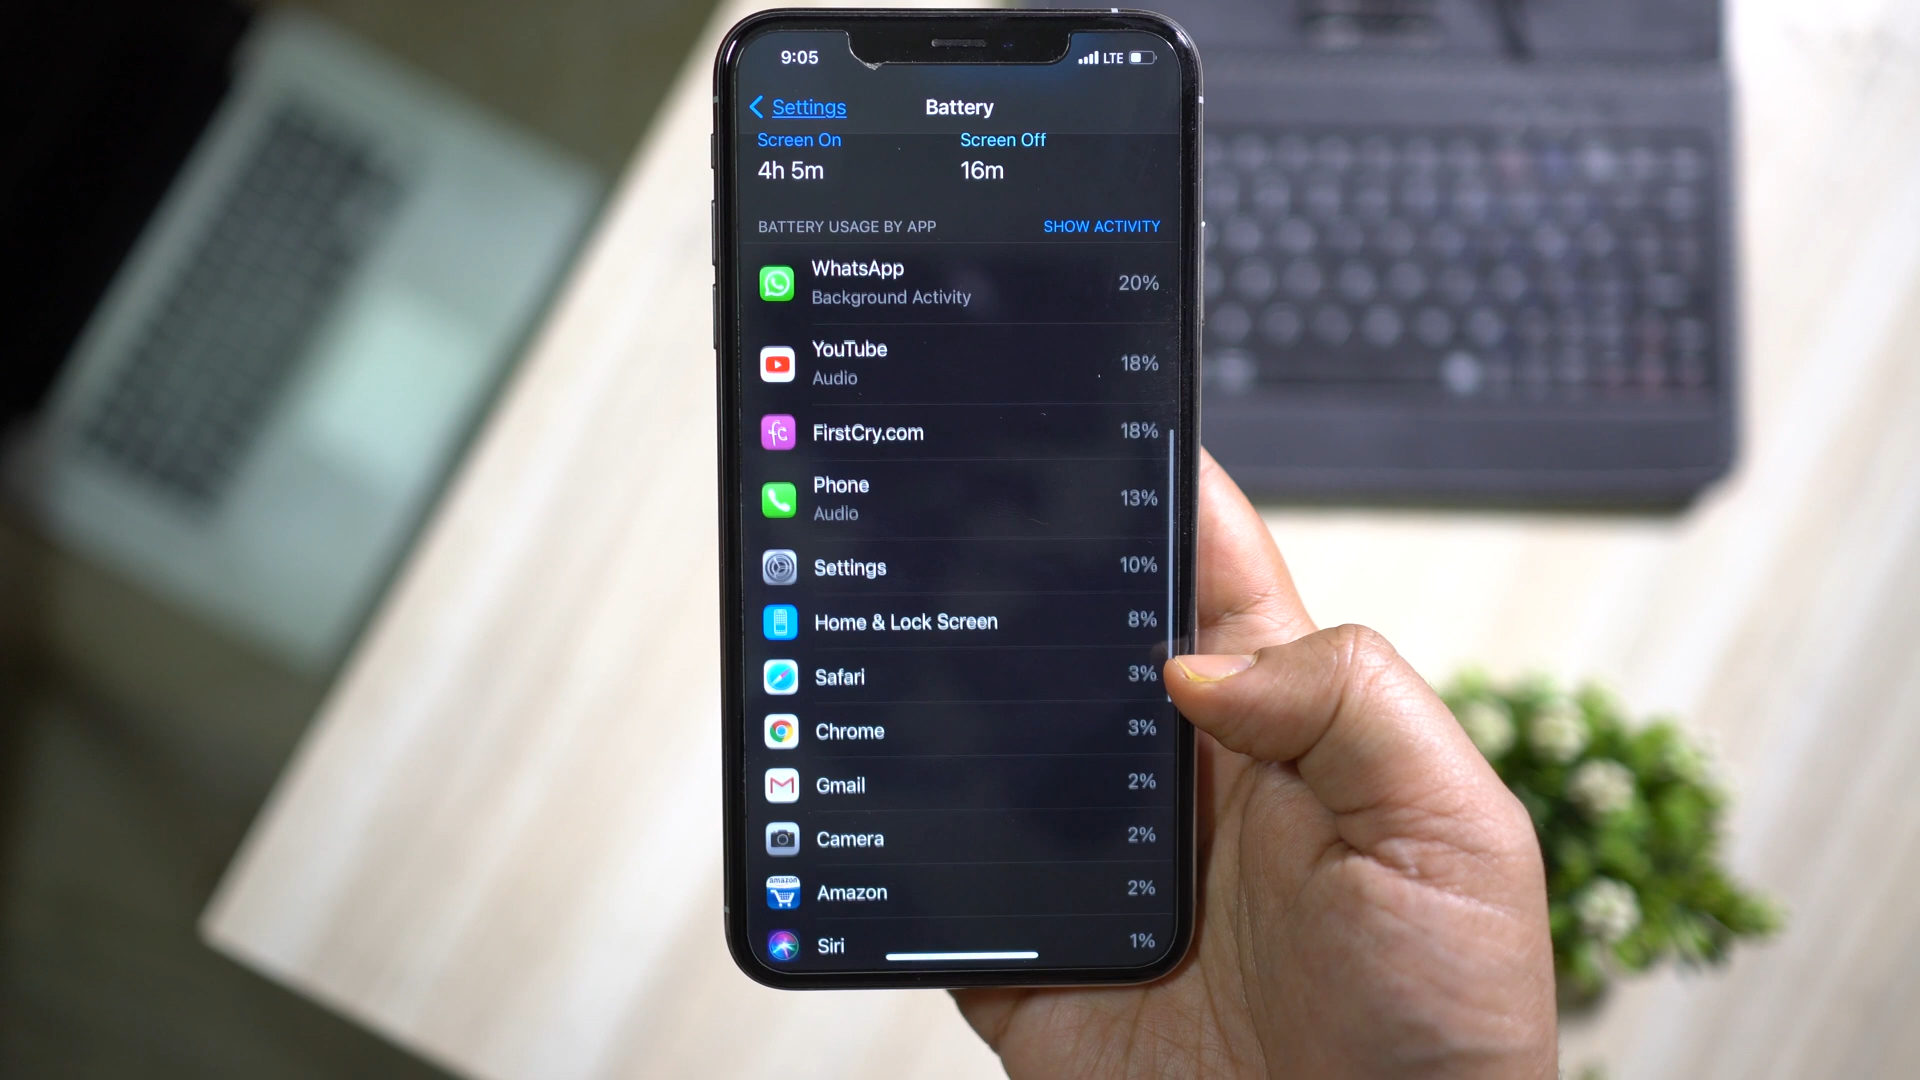 9:05 LTE
Settings Battery
Screen On Screen Off
4h 5m 16m
BATTERY USAGE BY APP SHOW ACTIVITY
WhatsApp
Background Activity 20%
YouTube
Audio 18%
fc FirstCry.com 18%
Phone
Audio 13%
Settings 10%
Home & Lock Screen 8%
Safari 3%
Chrome 3%
Gmail 2%
Camera 2%
amazon
Amazon 2%
Siri 1%